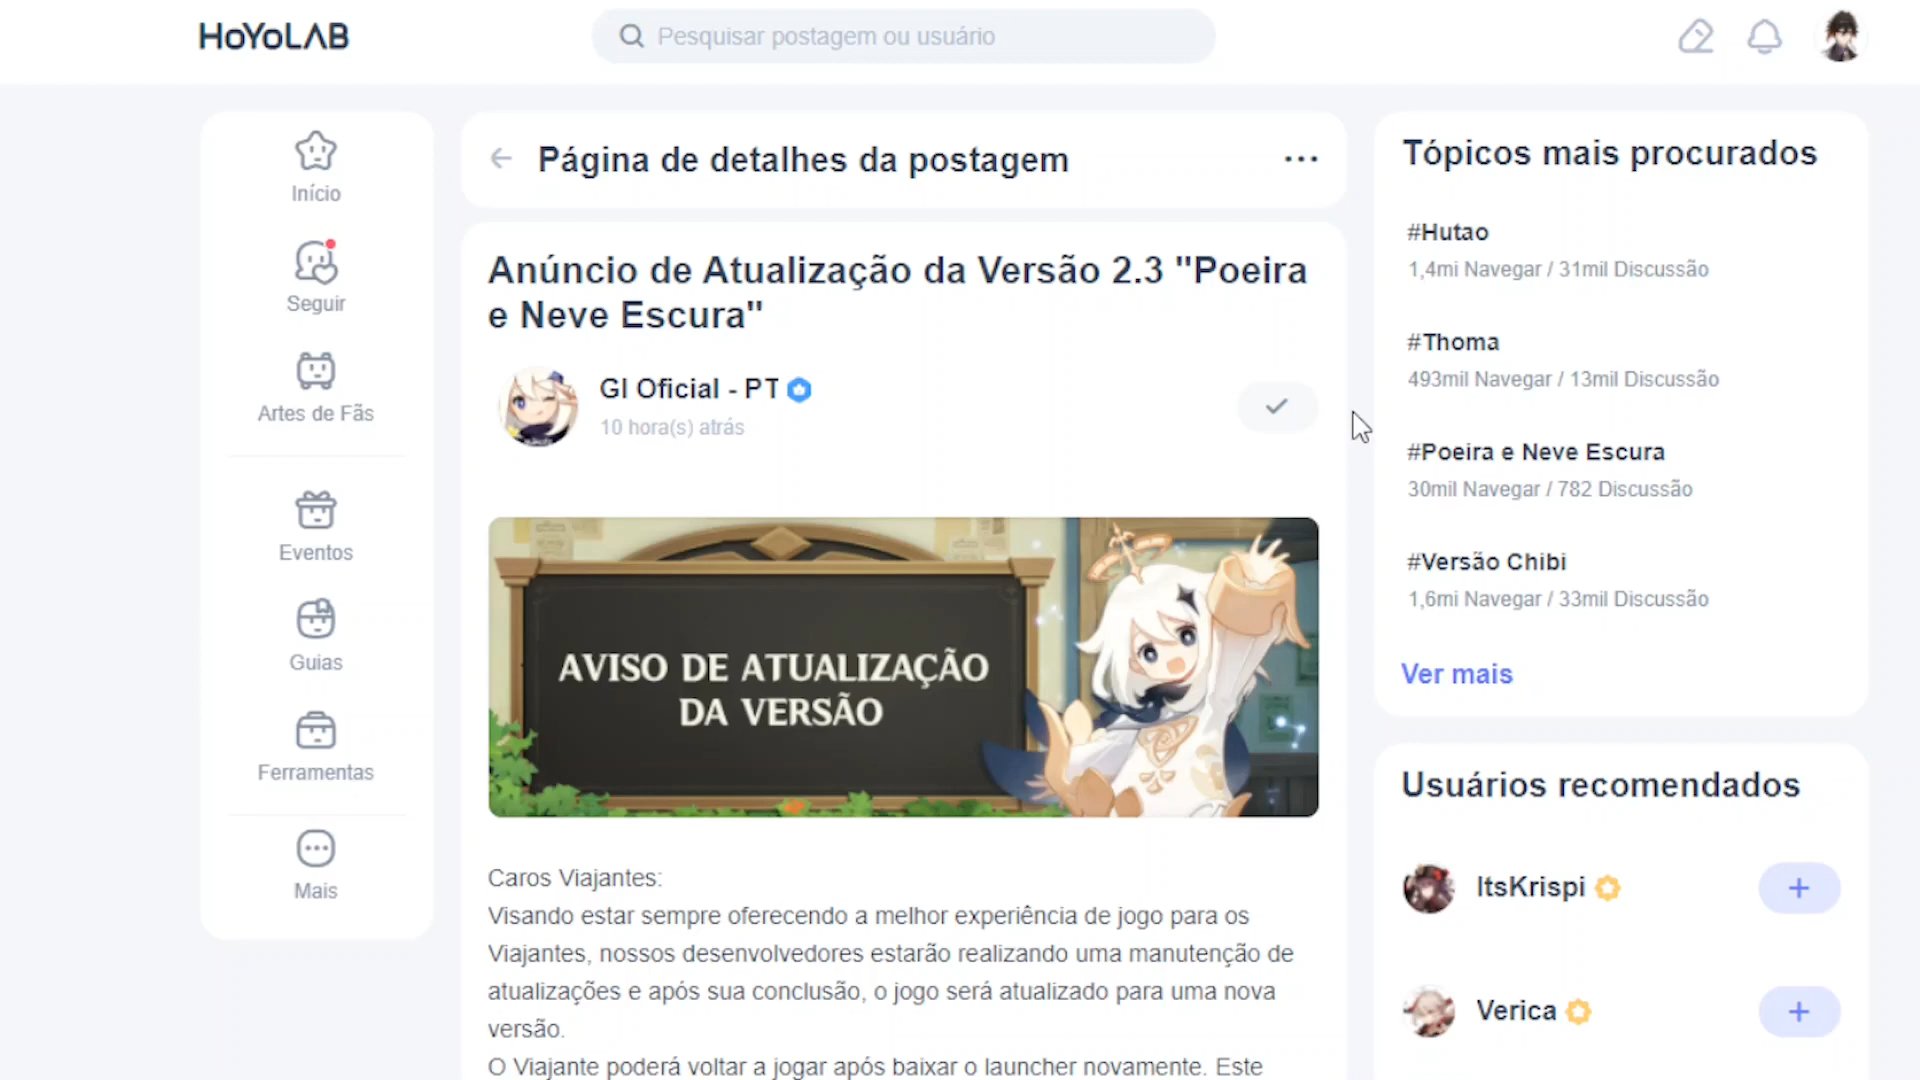 HoYoLAB
Pesquisar postagem ou usuário
Início
Seguir
Artes de Fãs
Eventos
Guias
Ferramentas
Mais
Página de detalhes da postagem
Anúncio de Atualização da Versão 2.3 "Poeira
e Neve Escura"
GI Oficial - PT
10 hora(s) atrás
AVISO DE ATUALIZAÇÃO
DA VERSÃO
Caros Viajantes:
Visando estar sempre oferecendo a melhor experiência de jogo para os
Viajantes, nossos desenvolvedores estarão realizando uma manutenção de
atualizações e após sua conclusão, o jogo será atualizado para uma nova
versão.
O Viajante poderá voltar a jogar após baixar o launcher novamente. Este
Tópicos mais procurados
#Hutao
1,4mi Navegar / 31mil Discussão
#Thoma
493mil Navegar / 13mil Discussão
#Poeira e Neve Escura
30mil Navegar / 782 Discussão
#Versão Chibi
1,6mi Navegar / 33mil Discussão
Ver mais
Usuários recomendados
ItsKrispi
Verica